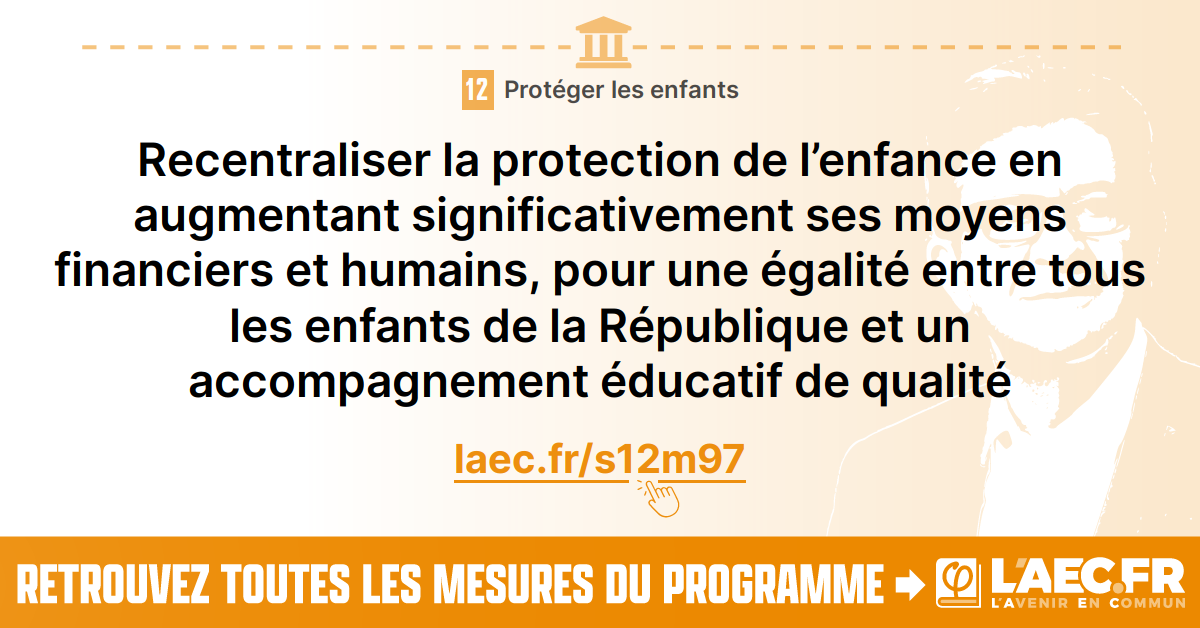 12 Protéger les enfants
Recentraliser la protection de l’enfance en
augmentant significativement ses moyens
financiers et humains, pour une égalité entre tous
les enfants de la République et un
accompagnement éducatif de qualité
laec.fr/s12m97
RETROUVEZ TOUTES LES MESURES DU PROGRAMME
φ L'AEC.FR
L'AVENIR EN COMMUN